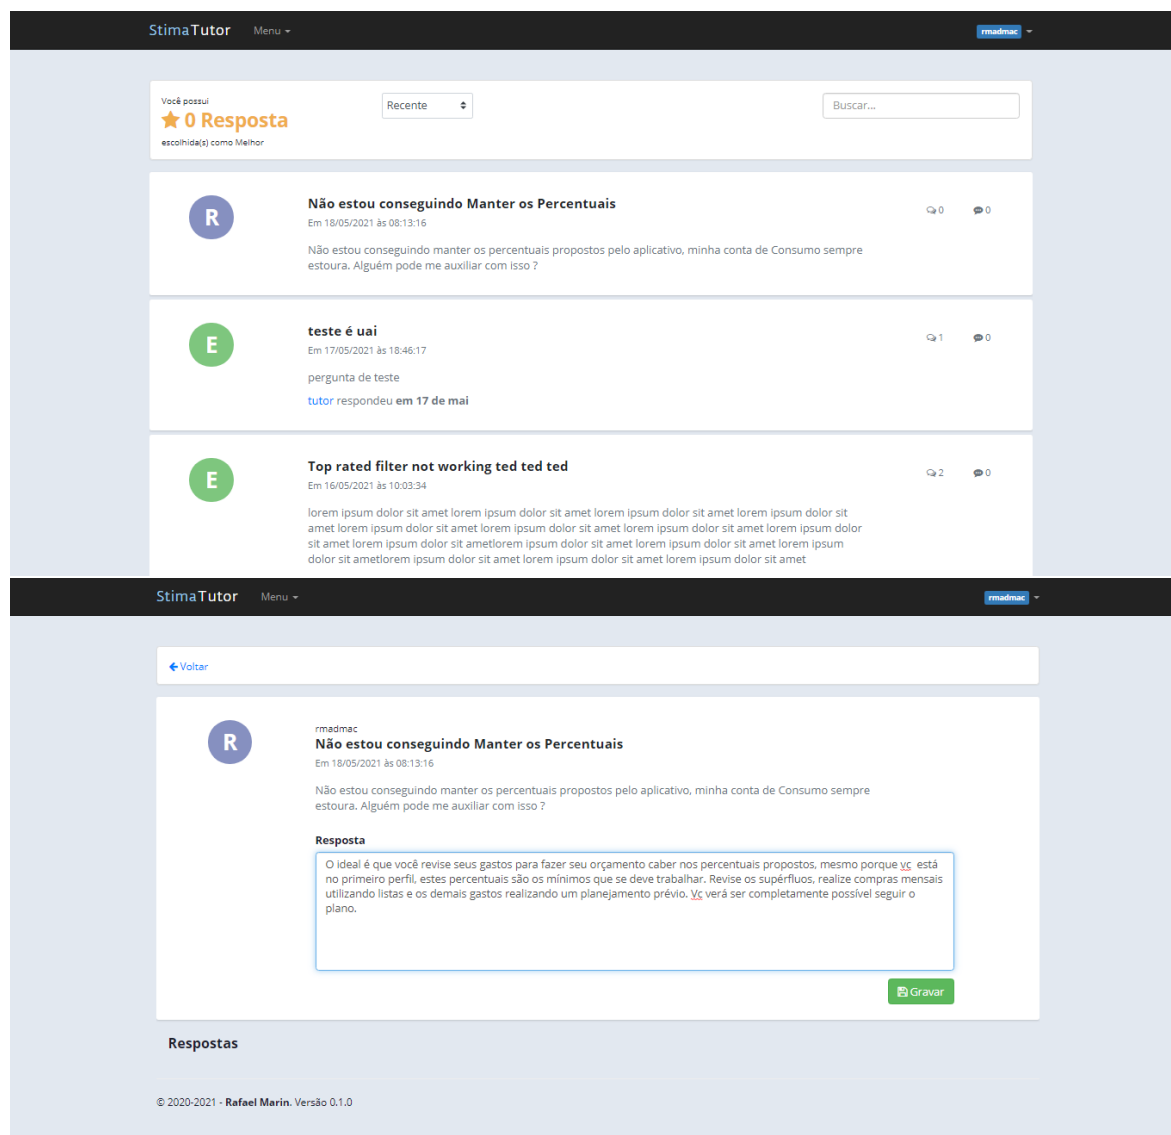 StimaTutor Menu rmadmac
Você possui
0 Resposta
escolhida(s) como Melhor
Recente
Buscar...
R
Não estou conseguindo Manter os Percentuais
Em 18/05/2021 às 08:13:16
0 0
Não estou conseguindo manter os percentuais propostos pelo aplicativo, minha conta de Consumo sempre
estoura. Alguém pode me auxiliar com isso ?
E
teste é uai
Em 17/05/2021 às 18:46:17
1 0
pergunta de teste
tutor respondeu em 17 de mai
E
Top rated filter not working ted ted ted
Em 16/05/2021 às 10:03:34
2 0
lorem ipsum dolor sit amet lorem ipsum dolor sit amet lorem ipsum dolor sit amet lorem ipsum dolor sit
amet lorem ipsum dolor sit amet lorem ipsum dolor sit amet lorem ipsum dolor sit amet lorem ipsum dolor
sit amet lorem ipsum dolor sit ametlorem ipsum dolor sit amet lorem ipsum dolor sit amet lorem ipsum
dolor sit ametlorem ipsum dolor sit amet lorem ipsum dolor sit amet lorem ipsum dolor sit amet
StimaTutor Menu rmadmac
Voltar
R
rmadmac
Não estou conseguindo Manter os Percentuais
Em 18/05/2021 às 08:13:16
Não estou conseguindo manter os percentuais propostos pelo aplicativo, minha conta de Consumo sempre
estoura. Alguém pode me auxiliar com isso ?
Resposta
O ideal é que você revise seus gastos para fazer seu orçamento caber nos percentuais propostos, mesmo porque vc está
no primeiro perfil, estes percentuais são os mínimos que se deve trabalhar. Revise os supérfluos, realize compras mensais
utilizando listas e os demais gastos realizando um planejamento prévio. Vc verá ser completamente possível seguir o
plano.
Gravar
Respostas
© 2020-2021 - Rafael Marin. Versão 0.1.0